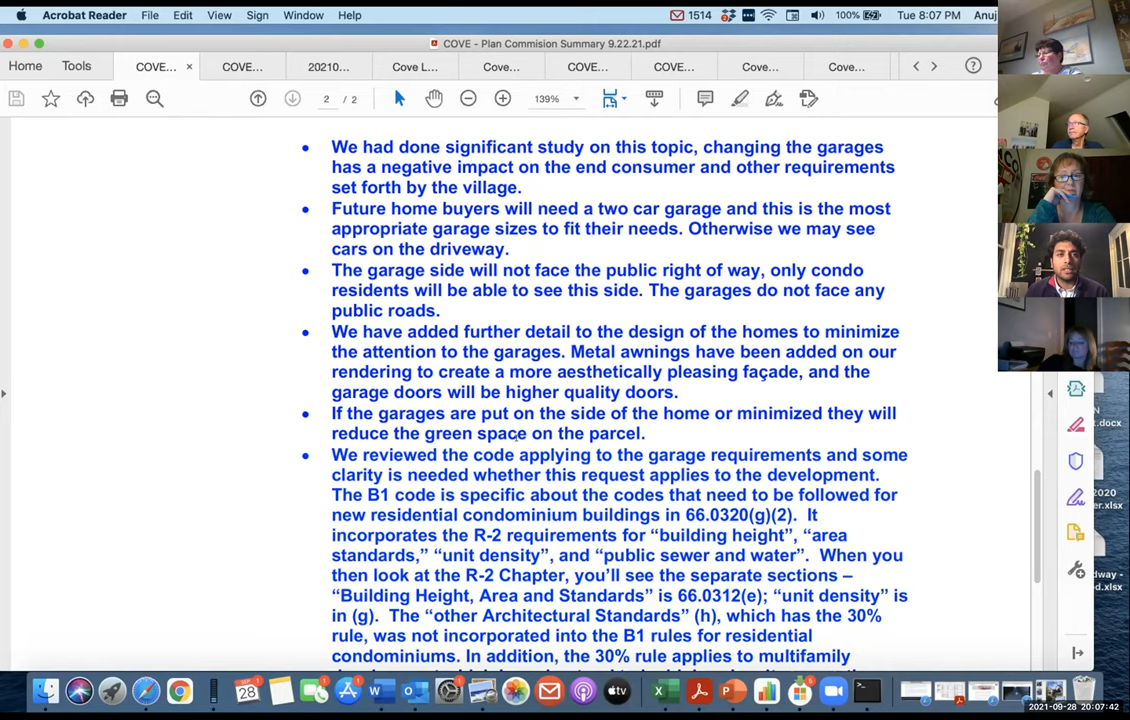 Acrobat Reader File Edit View Sign Window Help
1514 100% Tue 8:07 PM Anuj
COVE - Plan Commision Summary 9.22.21.pdf
Home Tools COVE... × COVE... 20210... Cove L... Cove... COVE... COVE... Cove... Cove...
2 / 2 139%
• We had done significant study on this topic, changing the garages
has a negative impact on the end consumer and other requirements
set forth by the village.
• Future home buyers will need a two car garage and this is the most
appropriate garage sizes to fit their needs. Otherwise we may see
cars on the driveway.
• The garage side will not face the public right of way, only condo
residents will be able to see this side. The garages do not face any
public roads.
• We have added further detail to the design of the homes to minimize
the attention to the garages. Metal awnings have been added on our
rendering to create a more aesthetically pleasing façade, and the
garage doors will be higher quality doors.
• If the garages are put on the side of the home or minimized they will
reduce the green space on the parcel.
• We reviewed the code applying to the garage requirements and some
clarity is needed whether this request applies to the development.
The B1 code is specific about the codes that need to be followed for
new residential condominium buildings in 66.0320(g)(2). It
incorporates the R-2 requirements for “building height”, “area
standards,” “unit density”, and “public sewer and water”. When you
then look at the R-2 Chapter, you’ll see the separate sections –
“Building Height, Area and Standards” is 66.0312(e); “unit density” is
in (g). The “other Architectural Standards” (h), which has the 30%
rule, was not incorporated into the B1 rules for residential
condominiums. In addition, the 30% rule applies to multifamily
N
t.docx
2020
er.xlsx
dway -
d.xlsx
SEP
28
2021-09-28 20:07:42